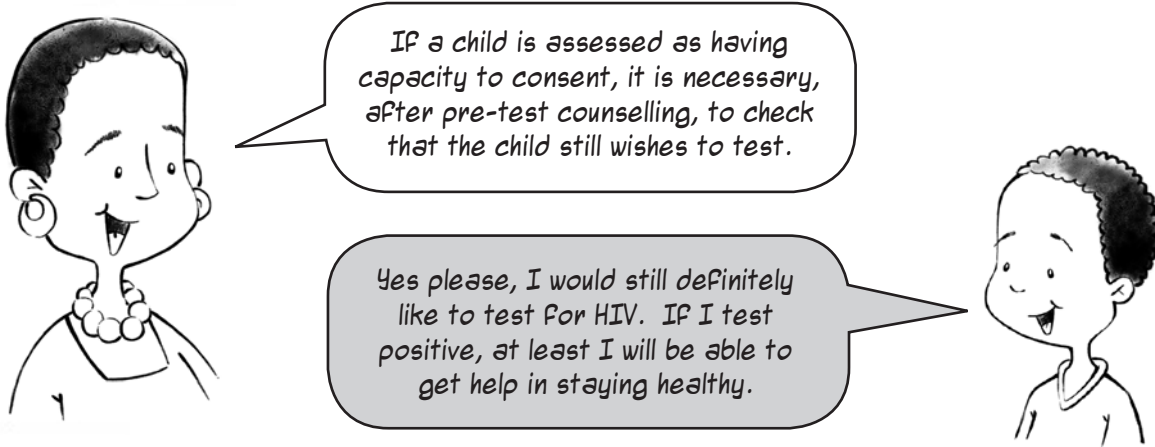 If a child is assessed as having
capacity to consent, it is necessary,
after pre-test counselling, to check
that the child still wishes to test.
Yes please, I would still definitely
like to test for HIV. If I test
positive, at least I will be able to
get help in staying healthy.